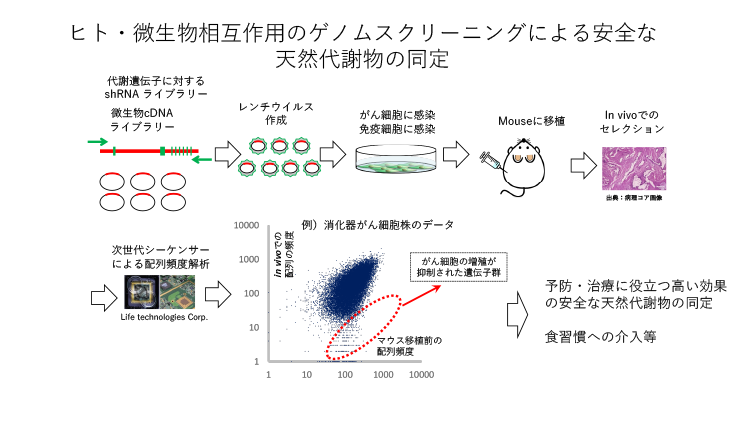 ヒト・微生物相互作用のゲノムスクリーニングによる安全な
天然代謝物の同定
代謝遺伝子に対する
shRNA ライブラリー
微生物cDNA
ライブラリー
レンチウイルス
作成
がん細胞に感染
免疫細胞に感染
Mouseに移植
In vivoでの
セレクション
出典：病理コア画像
次世代シーケンサー
による配列頻度解析
Life technologies Corp.
例）消化器がん細胞株のデータ
in vivoでの
配列の頻度
10000
1000
100
10
1
1 10 100 1000 10000
マウス移植前の
配列頻度
がん細胞の増殖が
抑制された遺伝子群
予防・治療に役立つ高い効果
の安全な天然代謝物の同定
食習慣への介入等